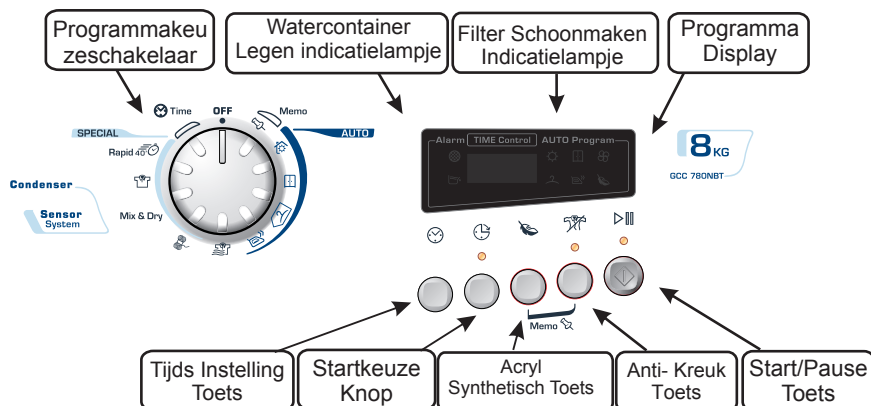 Programmakeu
zeschakelaar
Watercontainer
Legen indicatielampje
Filter Schoonmaken
Indicatielampje
Programma
Display
Time
OFF
Memo
SPECIAL
AUTO
Rapid 40'
Mix & Dry
Condenser
Sensor
System
Alarm TIME Control AUTO Program
8 KG
GCC 780NBT
Memo
Tijds Instelling
Toets
Startkeuze
Knop
Acryl
Synthetisch Toets
Anti- Kreuk
Toets
Start/Pause
Toets